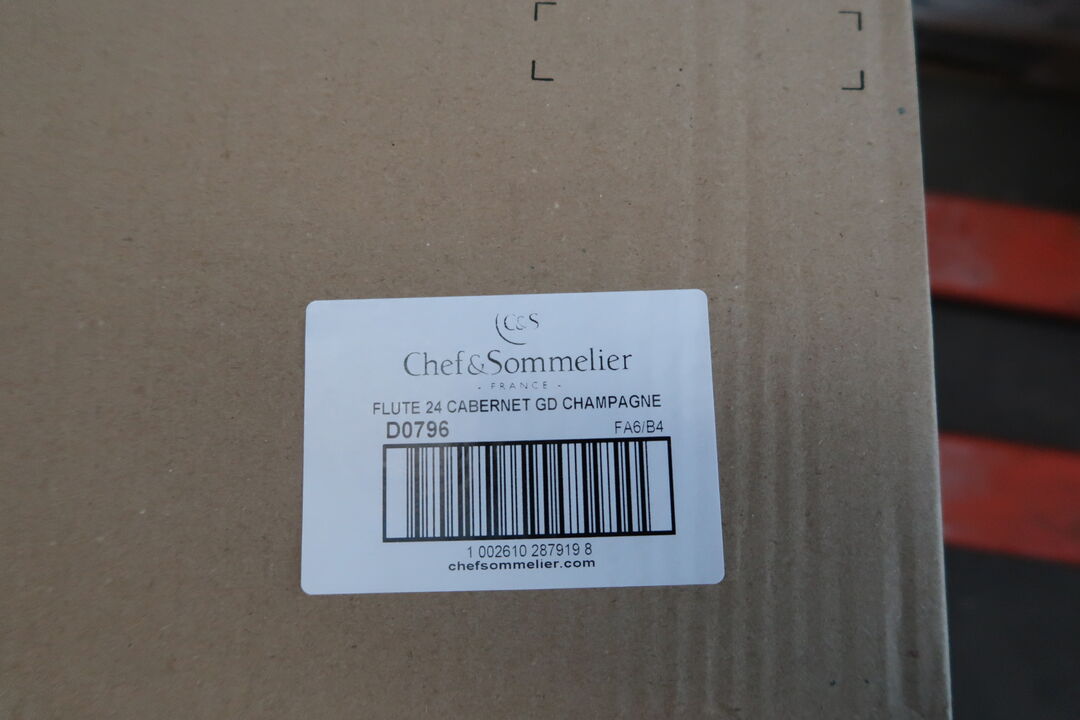 C&S
Chef&Sommelier
- FRANCE -
FLUTE 24 CABERNET GD CHAMPAGNE
D0796 FA6/B4
1 002610 287919 8
chefsommelier.com